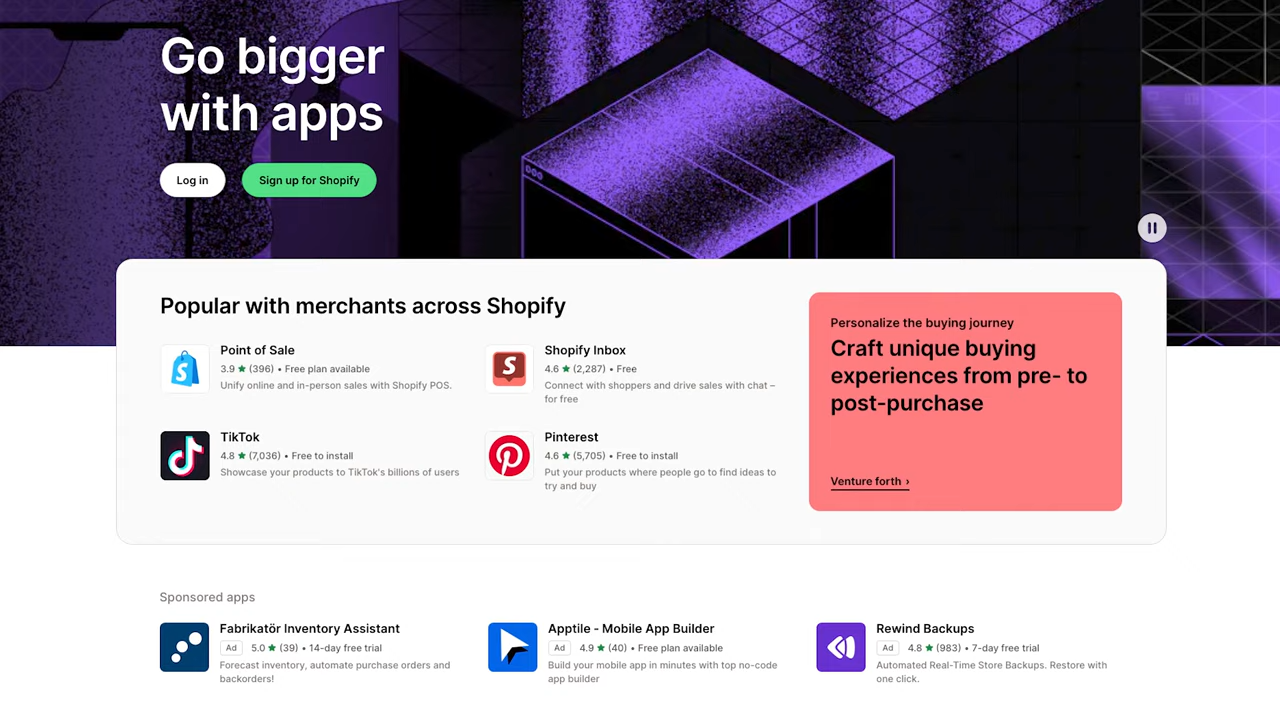 Go bigger
with apps
Log in
Sign up for Shopify
Popular with merchants across Shopify
Point of Sale
3.9 ★ (396) • Free plan available
Unify online and in-person sales with Shopify POS.
Shopify Inbox
4.6 ★ (2,287) • Free
Connect with shoppers and drive sales with chat –
for free
TikTok
4.8 ★ (7,036) • Free to install
Showcase your products to TikTok's billions of users
Pinterest
4.6 ★ (5,705) • Free to install
Put your products where people go to find ideas to
try and buy
Personalize the buying journey
Craft unique buying
experiences from pre- to
post-purchase
Venture forth ›
Sponsored apps
Fabrikatör Inventory Assistant
Ad 5.0 ★ (39) • 14-day free trial
Forecast inventory, automate purchase orders and
backorders!
Apptile - Mobile App Builder
Ad 4.9 ★ (40) • Free plan available
Build your mobile app in minutes with top no-code
app builder
Rewind Backups
Ad 4.8 ★ (983) • 7-day free trial
Automated Real-Time Store Backups. Restore with
one click.